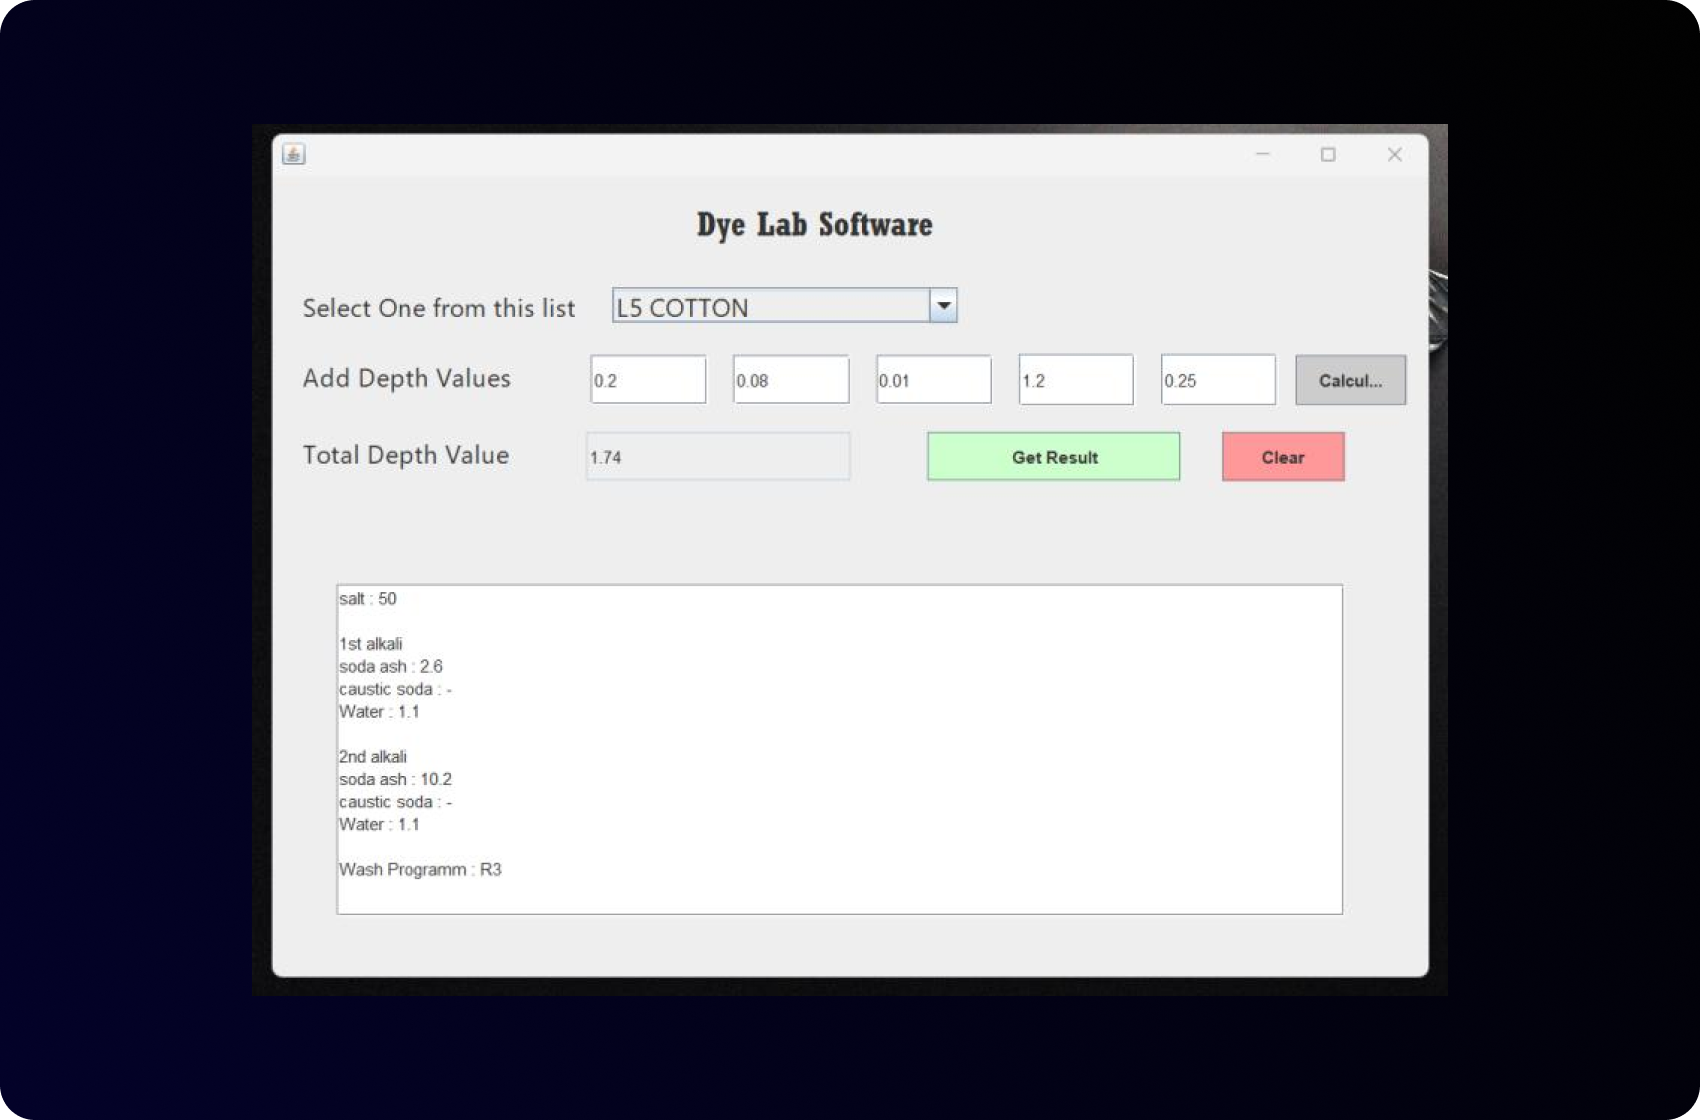 Dye Lab Software
Select One from this list L5 COTTON
Add Depth Values 0.2 0.08 0.01 1.2 0.25 Calcul...
Total Depth Value 1.74 Get Result Clear
salt : 50
1st alkali
soda ash : 2.6
caustic soda : -
Water : 1.1
2nd alkali
soda ash : 10.2
caustic soda : -
Water : 1.1
Wash Programm : R3